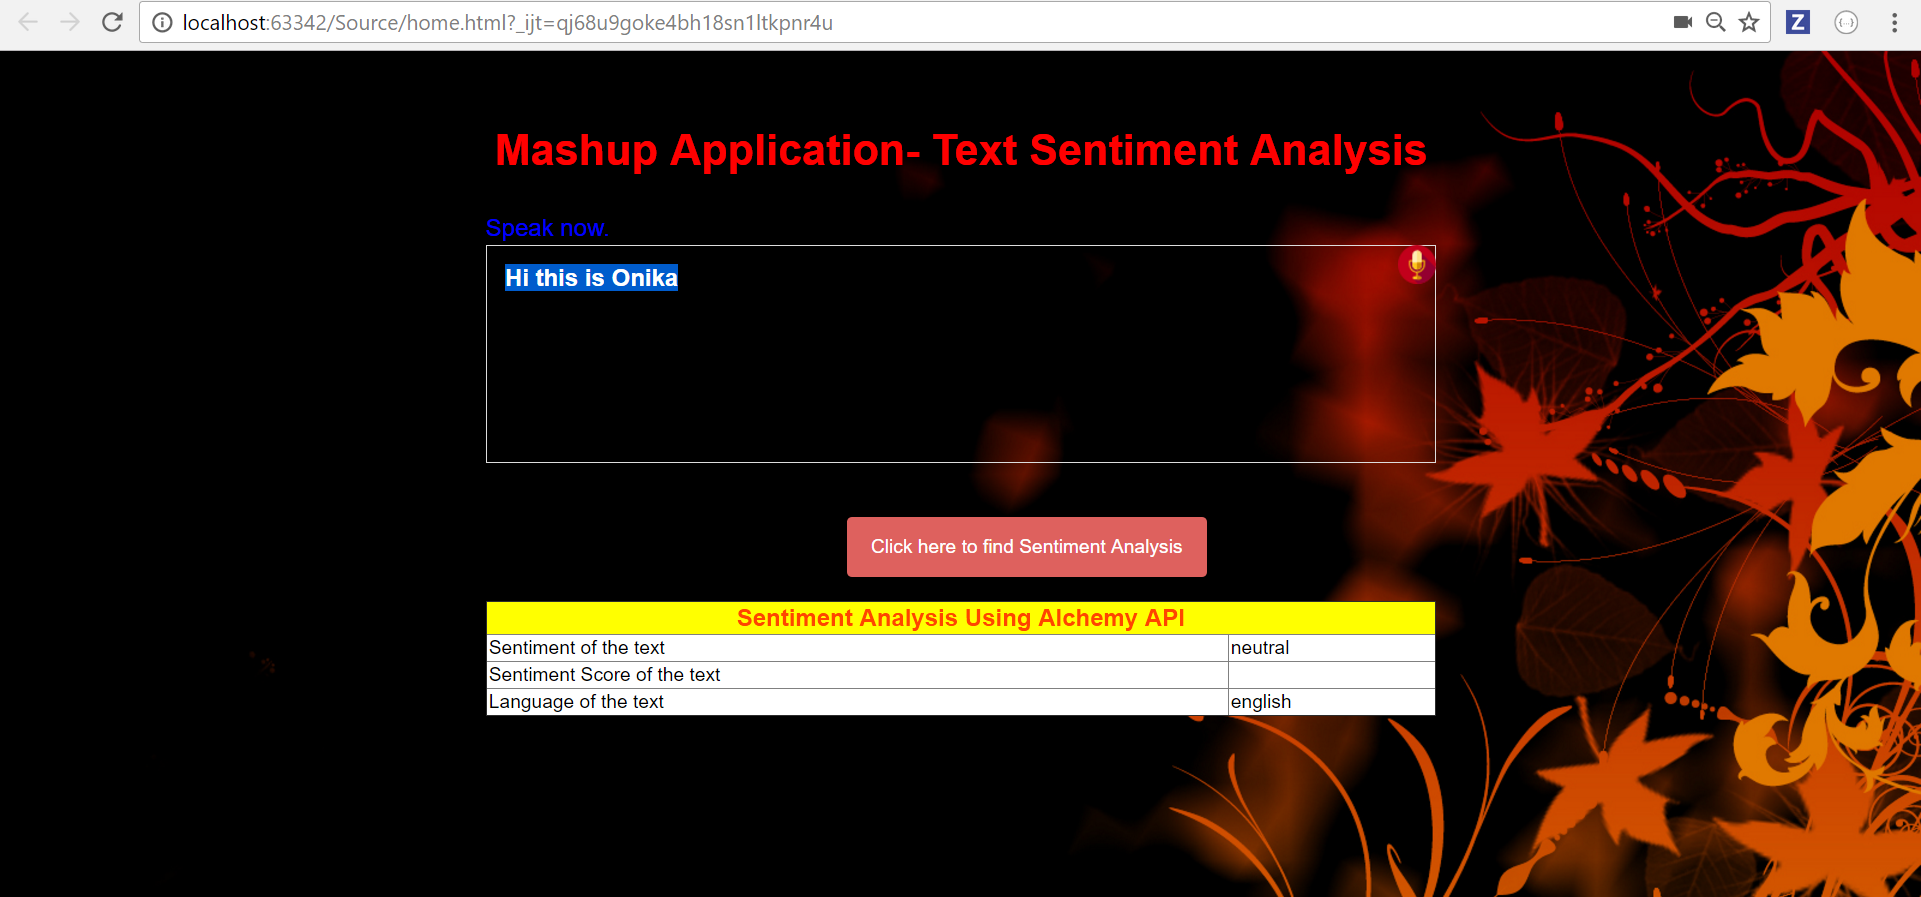 localhost:63342/Source/home.html?_ijt=qj68u9goke4bh18sn1ltkpnr4u
Z
Mashup Application- Text Sentiment Analysis
Speak now.
Hi this is Onika
Click here to find Sentiment Analysis
Sentiment Analysis Using Alchemy API
Sentiment of the text neutral
Sentiment Score of the text
Language of the text english